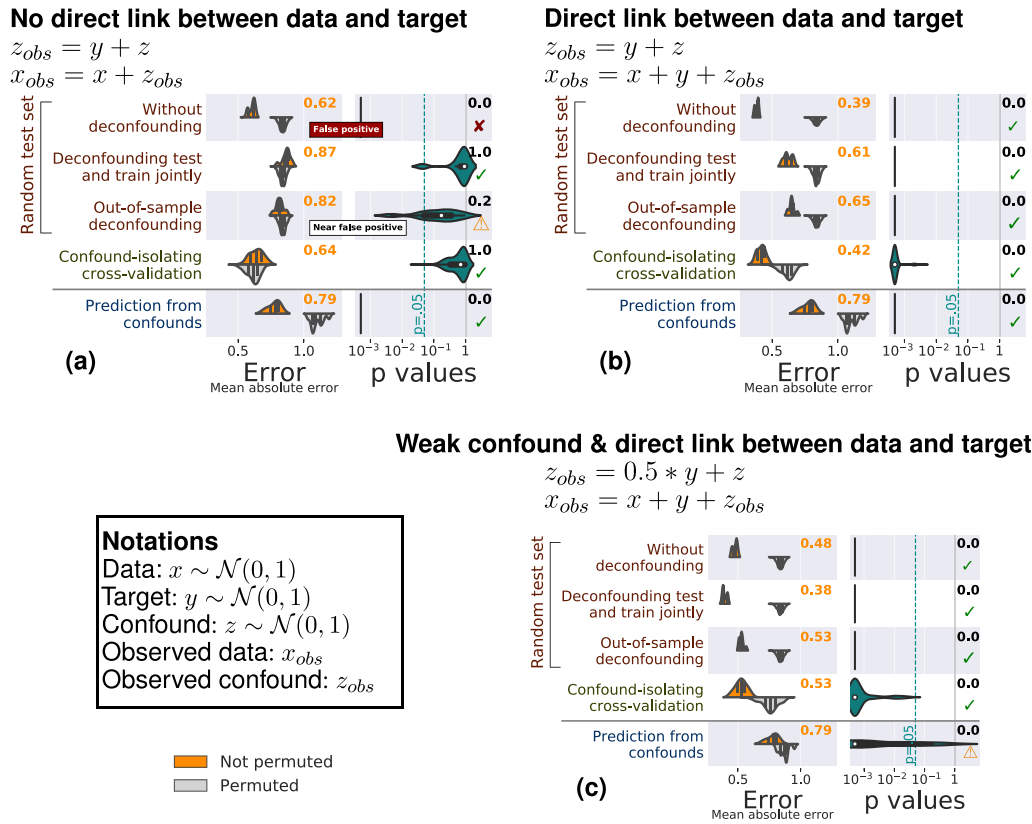 No direct link between data and target
z_obs = y + z
x_obs = x + z_obs
Random test set
Without
deconfounding
0.62
0.0
✗
False positive
Deconfounding test
and train jointly
0.87
1.0
✓
Out-of-sample
deconfounding
0.82
0.2
⚠
Near false positive
Confound-isolating
cross-validation
0.64
1.0
✓
Prediction from
confounds
0.79
0.0
✓
p=.05
0.5 1.0
10⁻³ 10⁻² 10⁻¹ 1
(a)
Error
Mean absolute error
p values
Direct link between data and target
z_obs = y + z
x_obs = x + y + z_obs
Random test set
Without
deconfounding
0.39
0.0
✓
Deconfounding test
and train jointly
0.61
0.0
✓
Out-of-sample
deconfounding
0.65
0.0
✓
Confound-isolating
cross-validation
0.42
0.0
✓
Prediction from
confounds
0.79
0.0
✓
p=.05
0.5 1.0
10⁻³ 10⁻² 10⁻¹ 1
(b)
Error
Mean absolute error
p values
Weak confound & direct link between data and target
z_obs = 0.5 * y + z
x_obs = x + y + z_obs
Random test set
Without
deconfounding
0.48
0.0
✓
Deconfounding test
and train jointly
0.38
0.0
✓
Out-of-sample
deconfounding
0.53
0.0
✓
Confound-isolating
cross-validation
0.53
0.0
✓
Prediction from
confounds
0.79
0.0
⚠
p=.05
0.5 1.0
10⁻³ 10⁻² 10⁻¹ 1
(c)
Error
Mean absolute error
p values
Notations
Data: x ∼ 𝒩(0, 1)
Target: y ∼ 𝒩(0, 1)
Confound: z ∼ 𝒩(0, 1)
Observed data: x_obs
Observed confound: z_obs
Not permuted
Permuted